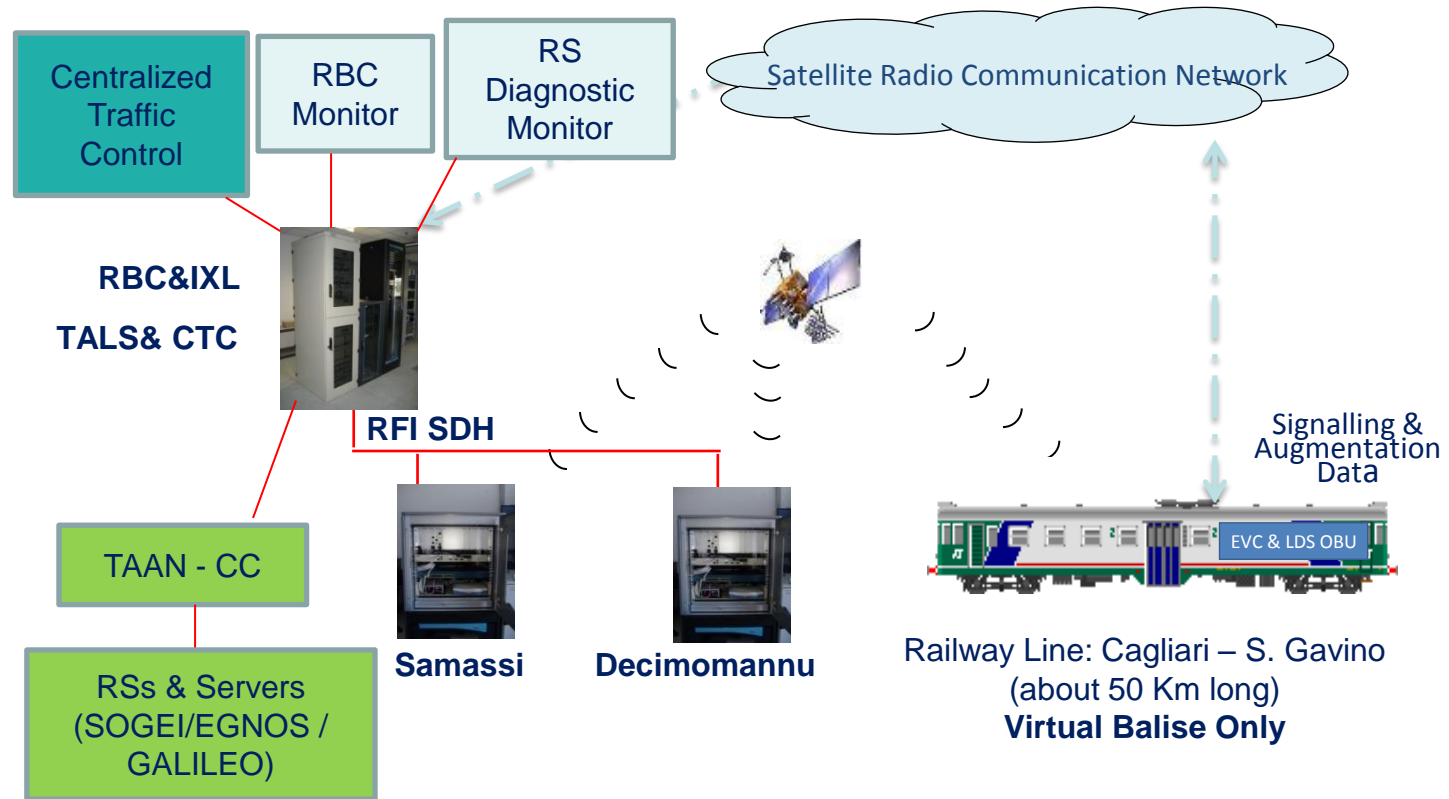 Centralized
Traffic
Control
RBC
Monitor
RS
Diagnostic
Monitor
Satellite Radio Communication Network
RBC&IXL
TALS& CTC
RFI SDH
Signalling &
Augmentation
Data
EVC & LDS OBU
TAAN - CC
Samassi
Decimomannu
RSs & Servers
(SOGEI/EGNOS /
GALILEO)
Railway Line: Cagliari – S. Gavino
(about 50 Km long)
Virtual Balise Only